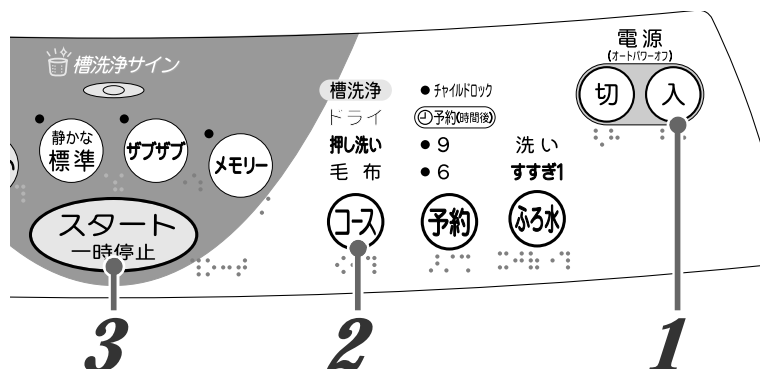 槽洗浄サイン
静かな
標準
ザブザブ
メモリー
い
スタート
一時停止
槽洗浄
ドライ
押し洗い
毛布
コース
チャイルドロック
予約(時間後)
9
6
予約
洗い
すすぎ1
ふろ水
電源
(オートパワーオフ)
切
入
3
2
1